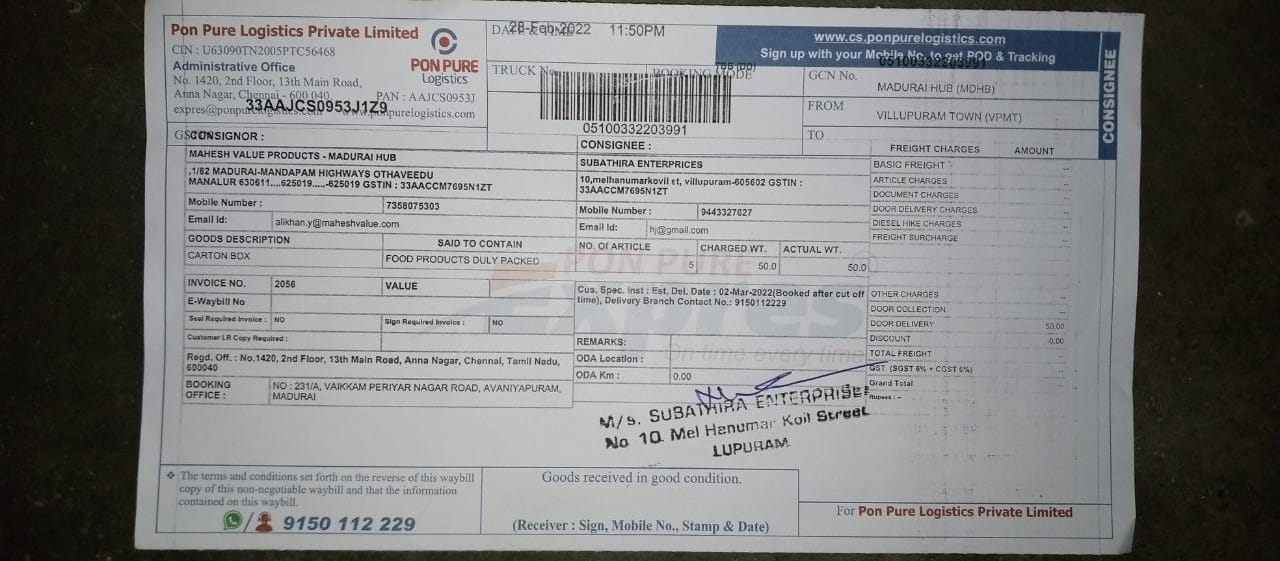 Pon Pure Logistics Private Limited
CIN : U63090TN2005PTC56468
Administrative Office
No. 1420, 2nd Floor, 13th Main Road,
Anna Nagar, Chennai - 600 040.
PAN : AAJCS0953J
33AAJCS0953J1Z9
PON PURE
Logistics
28-Feb-2022 11:50PM
TRUCK No.
BOOKING MODE
TBB (DD)
05100332203991
www.cs.ponpurelogistics.com
Sign up with your Mobile No. to get POD & Tracking
05100332203991
GCN No.
MADURAI HUB (MDHB)
FROM
VILLUPURAM TOWN (VPMT)
TO
CONSIGNEE
CONSIGNOR :
MAHESH VALUE PRODUCTS - MADURAI HUB
,1/82 MADURAI-MANDAPAM HIGHWAYS OTHAVEEDU
MANALUR 630611....625019.....-625019 GSTIN : 33AACCM7695N1ZT
Mobile Number : 7358075303
Email Id: alikhan.y@maheshvalue.com
CONSIGNEE :
SUBATHIRA ENTERPRICES
10,melhanumarkovil st, villupuram-605602 GSTIN :
33AACCM7695N1ZT
Mobile Number : 9443327627
Email Id: hj@gmail.com
GOODS DESCRIPTION SAID TO CONTAIN
CARTON BOX FOOD PRODUCTS DULY PACKED
NO. Of ARTICLE CHARGED WT. ACTUAL WT.
5 50.0 50.0
INVOICE NO. 2056 VALUE
E-Waybill No
Seal Required Invoice : NO Sign Required Invoice : NO
Customer LR Copy Required :
Regd. Off. : No.1420, 2nd Floor, 13th Main Road, Anna Nagar, Chennai, Tamil Nadu,
600040
BOOKING OFFICE : NO : 231/A, VAIKKAM PERIYAR NAGAR ROAD, AVANIYAPURAM,
MADURAI
Cus. Spec. Inst : Est. Del. Date : 02-Mar-2022(Booked after cut off
time), Delivery Branch Contact No.: 9150112229
REMARKS:
ODA Location :
ODA Km : 0.00
PON PURE
Expres
On time every time
FREIGHT CHARGES AMOUNT
BASIC FREIGHT --
ARTICLE CHARGES --
DOCUMENT CHARGES --
DOOR DELIVERY CHARGES --
DIESEL HIKE CHARGES --
FREIGHT SURCHARGE --
OTHER CHARGES --
DOOR COLLECTION --
DOOR DELIVERY 50.00
DISCOUNT -0.00
TOTAL FREIGHT --
GST (SGST 6% + CGST 6%) --
Grand Total
Rupees : --
M/s. SUBATHIRA ENTERPRISE
No 10. Mel Hanumar Koil Street
LUPURAM
❖ The terms and conditions set forth on the reverse of this waybill
copy of this non-negotiable waybill and that the information
contained on this waybill.
9150 112 229
Goods received in good condition.
(Receiver : Sign, Mobile No., Stamp & Date)
For Pon Pure Logistics Private Limited